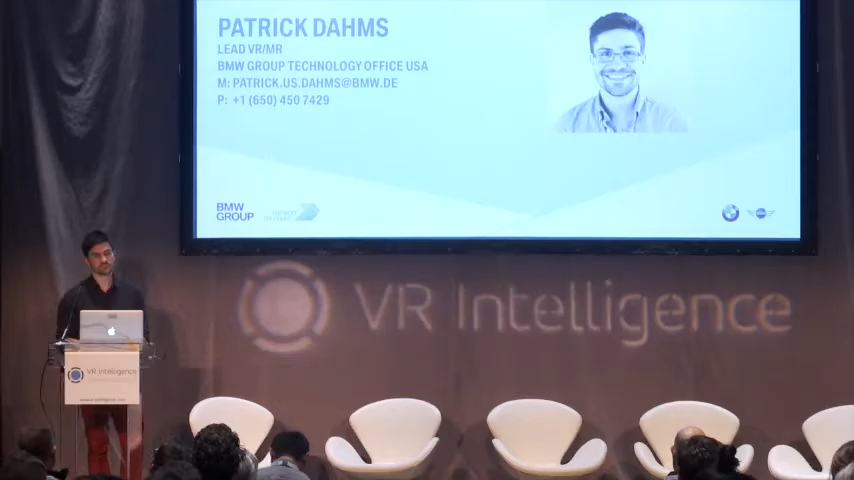 PATRICK DAHMS
LEAD VR/MR
BMW GROUP TECHNOLOGY OFFICE USA
M: PATRICK.US.DAHMS@BMW.DE
P: +1 (650) 450 7429
BMW
GROUP
VR Intelligence
VR Intelligence